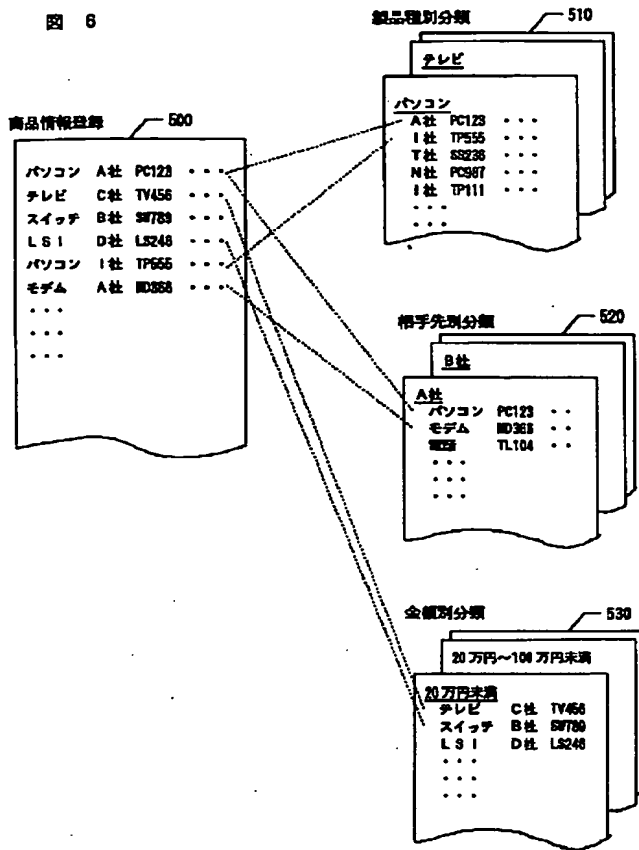 図 6
商品情報登録 500
パソコン A社 PC123 ・・・
テレビ C社 TV456 ・・・
スイッチ B社 SW789 ・・・
LSI D社 LS246 ・・・
パソコン I社 TP555 ・・・
モデム A社 MD368 ・・・
・・・
・・・
・・・
製品種別分類 510
テレビ
パソコン
A社 PC123 ・・・
I社 TP555 ・・・
T社 SS236 ・・・
N社 PC987 ・・・
I社 TP111 ・・・
・・・
・・・
相手先別分類 520
B社
A社
パソコン PC123 ・・
モデム MD368 ・・
TL104 ・・
・・・
・・・
・・・
金額別分類 530
20万円～100万円未満
20万円未満
テレビ C社 TV456
スイッチ B社 SW789
LSI D社 LS246
・・・
・・・
・・・